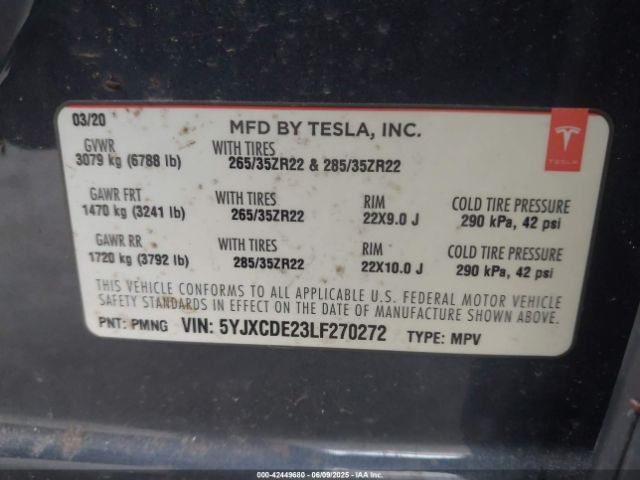 03/20
MFD BY TESLA, INC.
TESLA
GVWR WITH TIRES
3079 kg (6788 lb) 265/35ZR22 & 285/35ZR22
GAWR FRT WITH TIRES RIM COLD TIRE PRESSURE
1470 kg (3241 lb) 265/35ZR22 22X9.0 J 290 kPa, 42 psi
GAWR RR WITH TIRES RIM COLD TIRE PRESSURE
1720 kg (3792 lb) 285/35ZR22 22X10.0 J 290 kPa, 42 psi
THIS VEHICLE CONFORMS TO ALL APPLICABLE U.S. FEDERAL MOTOR VEHICLE
SAFETY STANDARDS IN EFFECT ON THE DATE OF MANUFACTURE SHOWN ABOVE.
PNT: PMNG VIN: 5YJXCDE23LF270272 TYPE: MPV
000-42449680 - 06/09/2025 - IAA Inc.